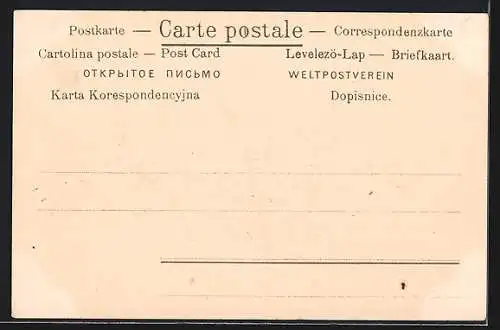 Postkarte — Carte postale — Correspondenzkarte
Cartolina postale — Post Card Levelezö-Lap — Briefkaart.
ОТКРЫТОЕ ПИСЬМО WELTPOSTVEREIN
Karta Korespondencyjna Dopisnice.